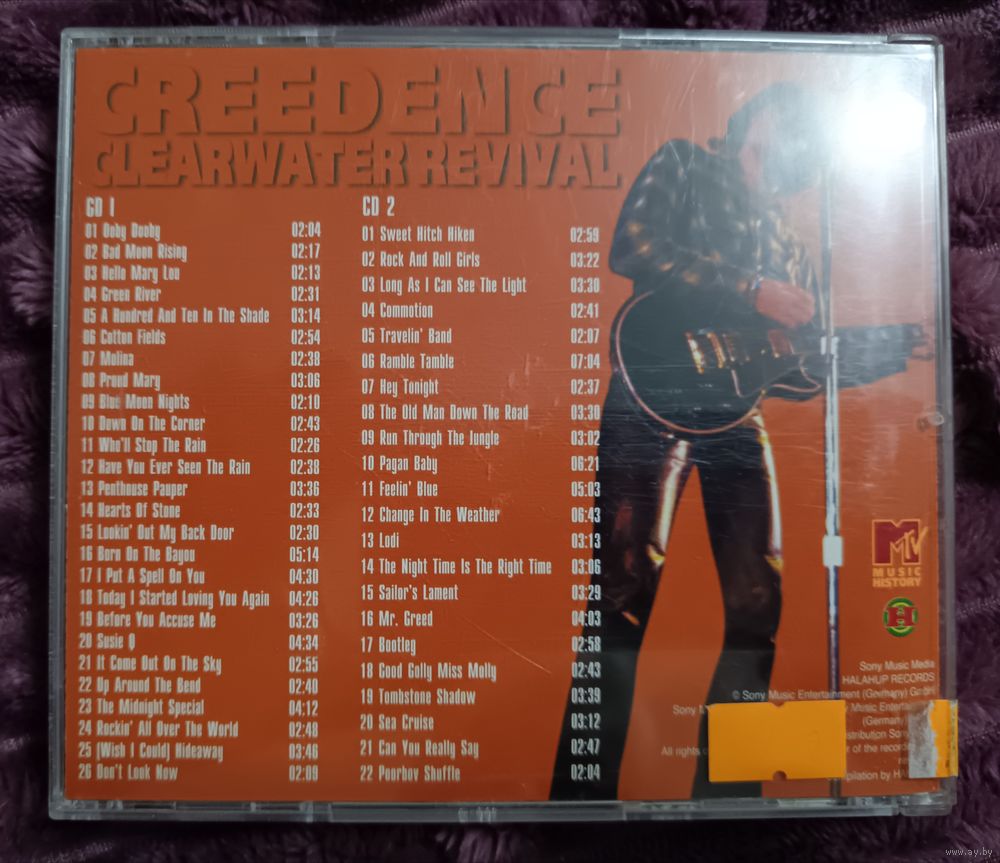 CREEDENCE
CLEARWATER REVIVAL
CD 1
01 Ooby Dooby 02:04
02 Bad Moon Rising 02:17
03 Hello Mary Lou 02:13
04 Green River 02:31
05 A Hundred And Ten In The Shade 03:14
06 Cotton Fields 02:54
07 Molina 02:38
08 Proud Mary 03:06
09 Blue Moon Nights 02:10
10 Down On The Corner 02:43
11 Who'll Stop The Rain 02:26
12 Have You Ever Seen The Rain 02:38
13 Penthouse Pauper 03:36
14 Hearts Of Stone 02:33
15 Lookin' Out My Back Door 02:30
16 Born On The Bayou 05:14
17 I Put A Spell On You 04:30
18 Today I Started Loving You Again 04:26
19 Before You Accuse Me 03:26
20 Susie Q 04:34
21 It Come Out On The Sky 02:55
22 Up Around The Bend 02:40
23 The Midnight Special 04:12
24 Rockin' All Over The World 02:48
25 (Wish I Could) Hideaway 03:46
26 Don't Look Now 02:09
CD 2
01 Sweet Hitch Hiken 02:59
02 Rock And Roll Girls 03:22
03 Long As I Can See The Light 03:30
04 Commotion 02:41
05 Travelin' Band 02:07
06 Ramble Tamble 07:04
07 Hey Tonight 02:37
08 The Old Man Down The Road 03:30
09 Run Through The Jungle 03:02
10 Pagan Baby 06:21
11 Feelin' Blue 05:03
12 Change In The Weather 06:43
13 Lodi 03:13
14 The Night Time Is The Right Time 03:06
15 Sailor's Lament 03:29
16 Mr. Greed 04:03
17 Bootleg 02:58
18 Good Golly Miss Molly 02:43
19 Tombstone Shadow 03:39
20 Sea Cruise 03:12
21 Can You Really Say 02:47
22 Poorboy Shuffle 02:04
MTV
MUSIC
HISTORY
H
Sony Music Media
HALAHUP RECORDS
© Sony Music Entertainment (Germany) GmbH
Sony Music
(Germany)
All rights
of the
www.ay.by